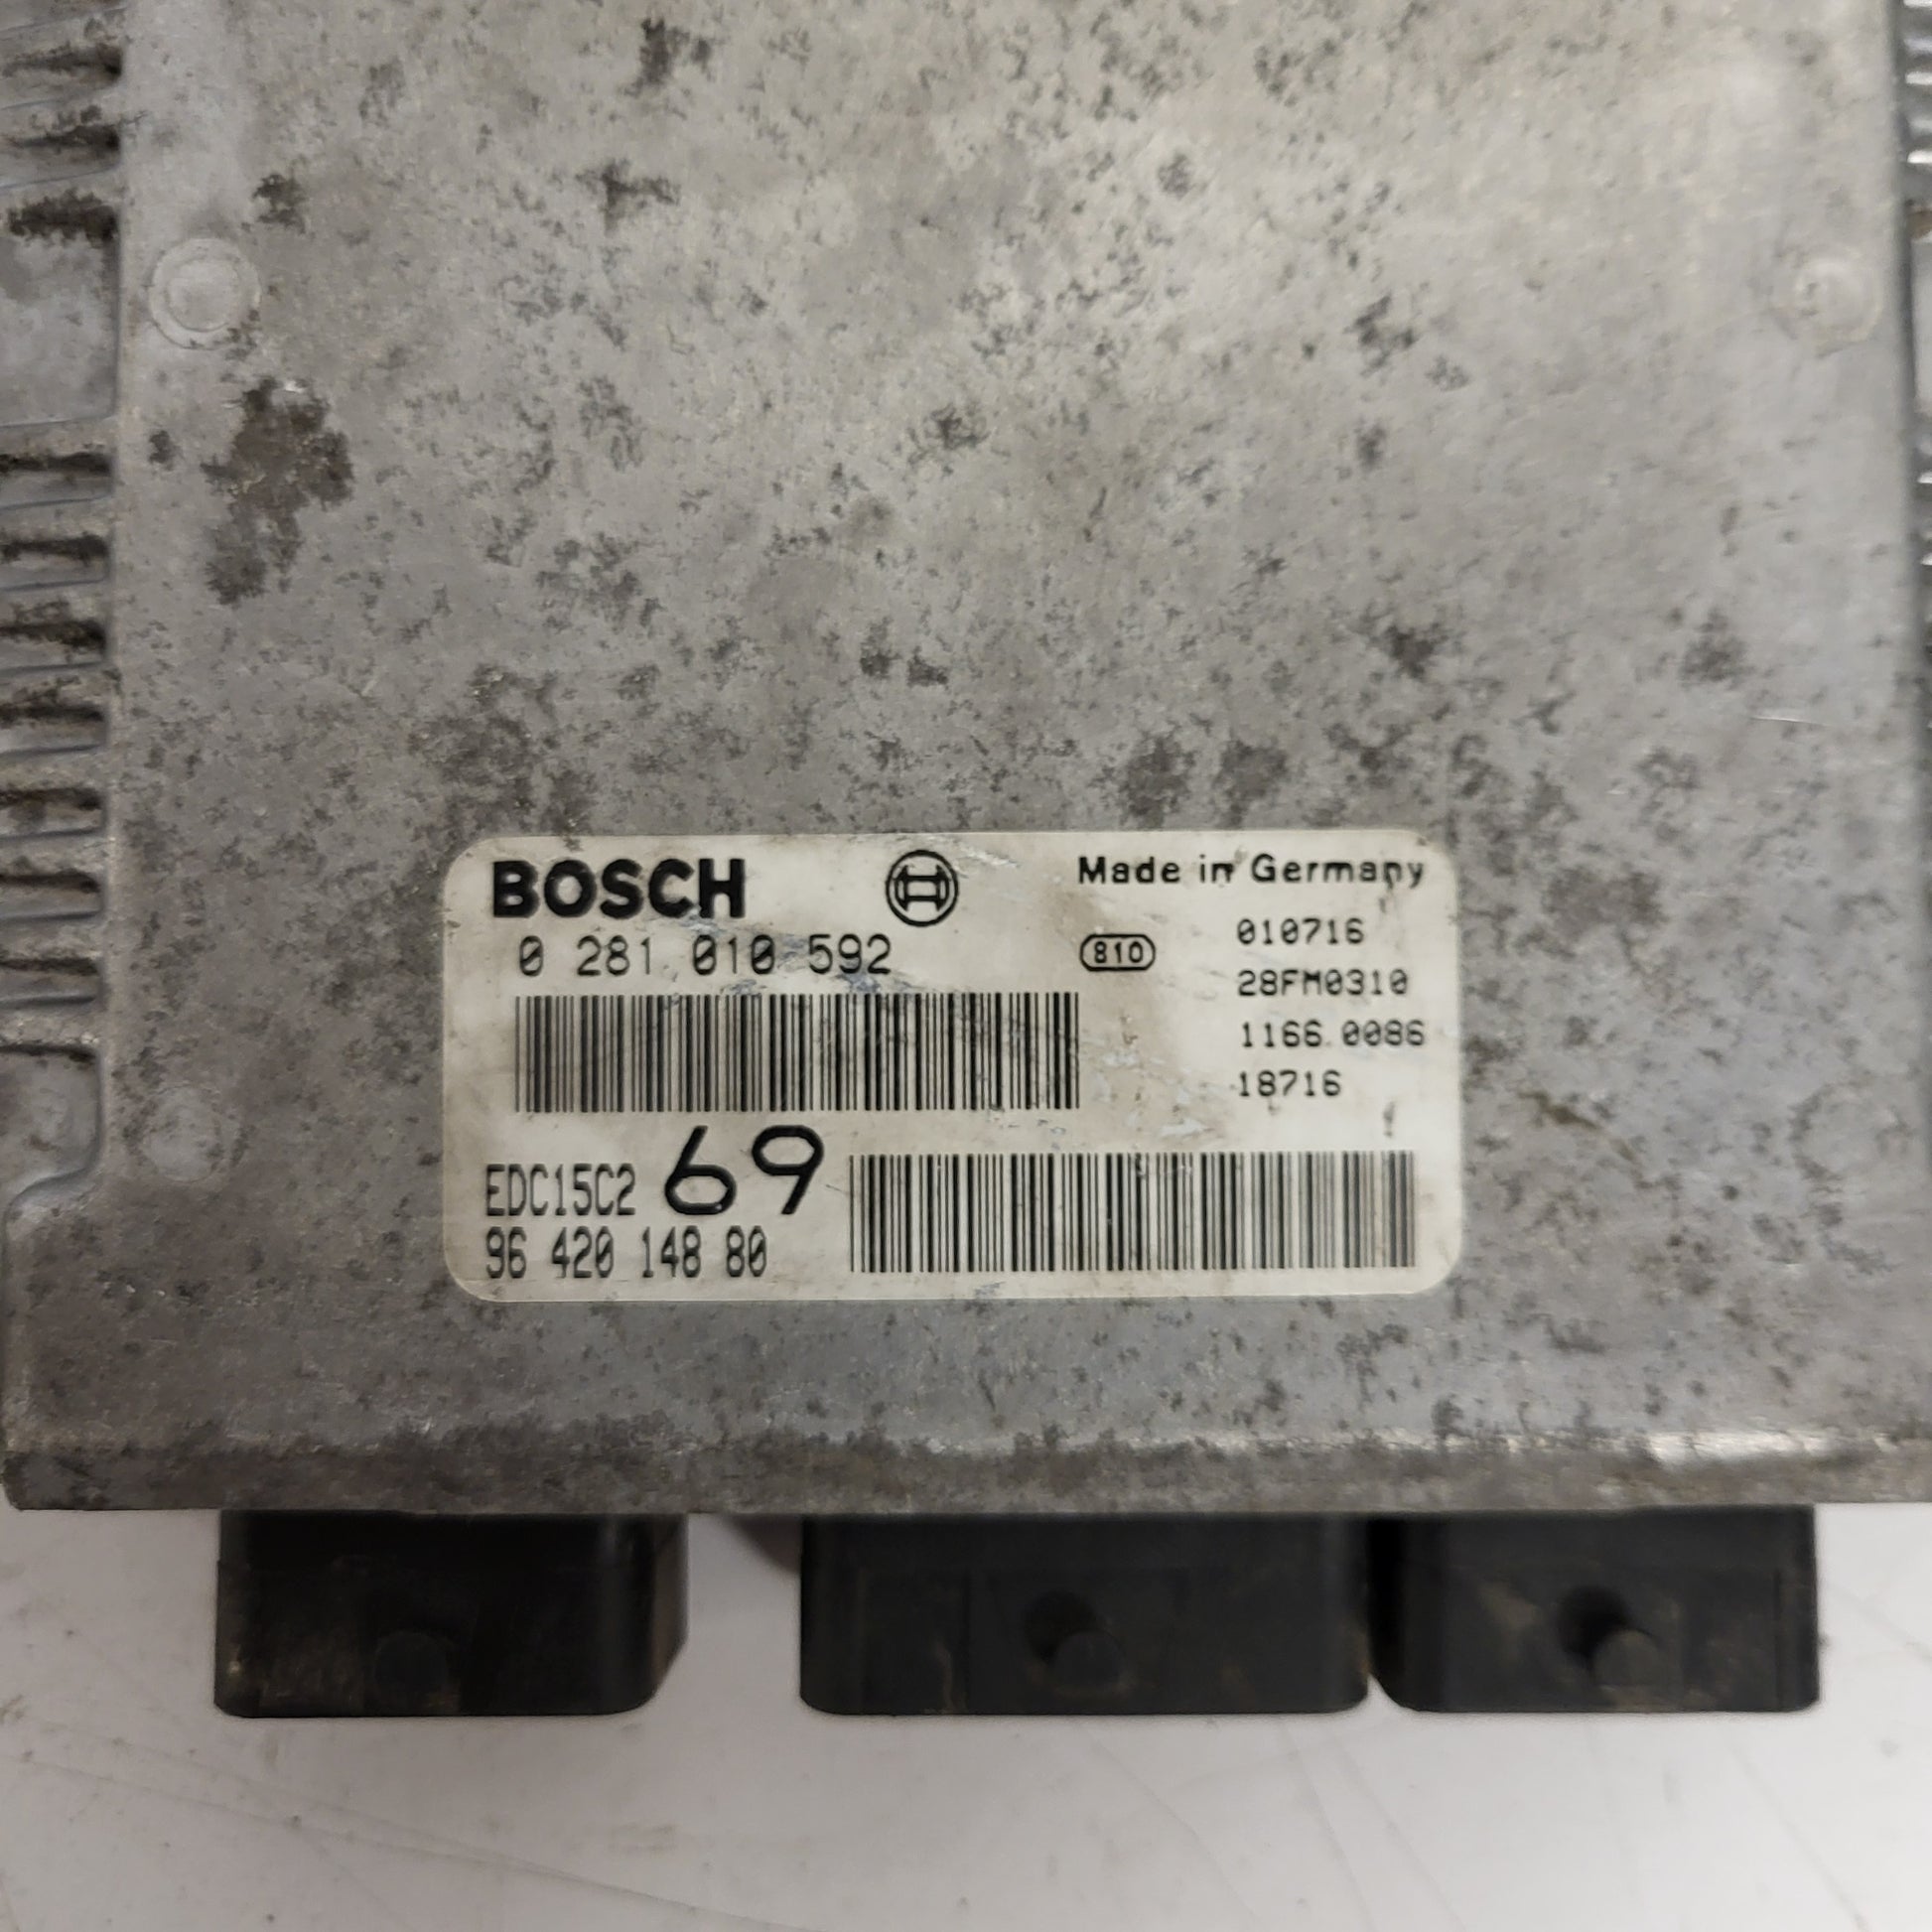 BOSCH
Made in Germany
0 281 010 592
810
010716
28FM0310
1166 0086
18716
EDC15C2 69
96 420 148 80